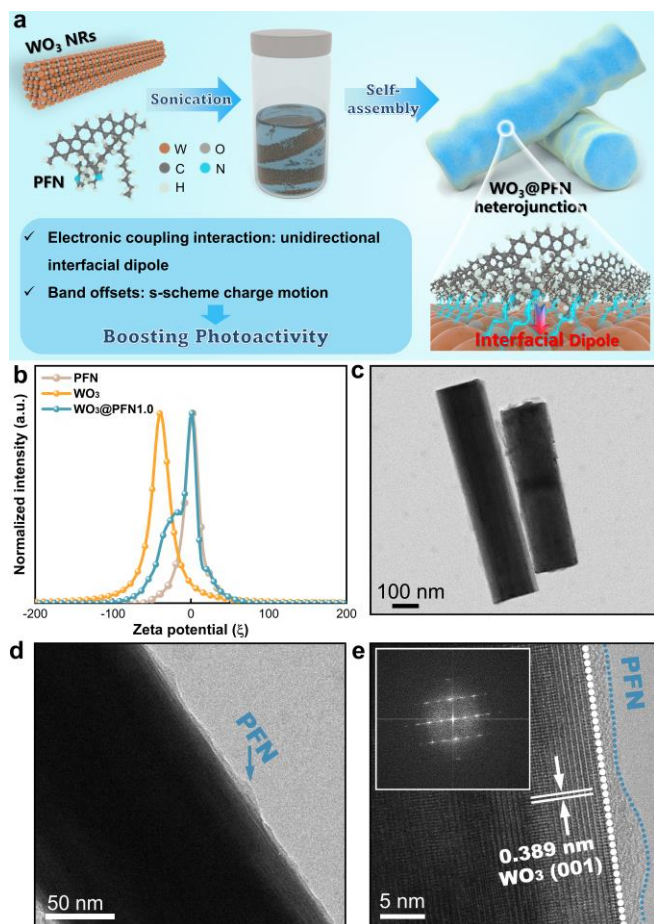 a
WO₃ NRs
Sonication
Self-
assembly
PFN
W
O
C
N
H
WO₃@PFN
heterojunction
✓ Electronic coupling interaction: unidirectional
interfacial dipole
✓ Band offsets: s-scheme charge motion
Boosting Photoactivity
Interfacial Dipole
b
PFN
WO₃
WO₃@PFN1.0
Normalized intensity (a.u.)
-200
-100
0
100
200
Zeta potential (ξ)
c
100 nm
d
PFN
50 nm
e
PFN
0.389 nm
WO₃ (001)
5 nm